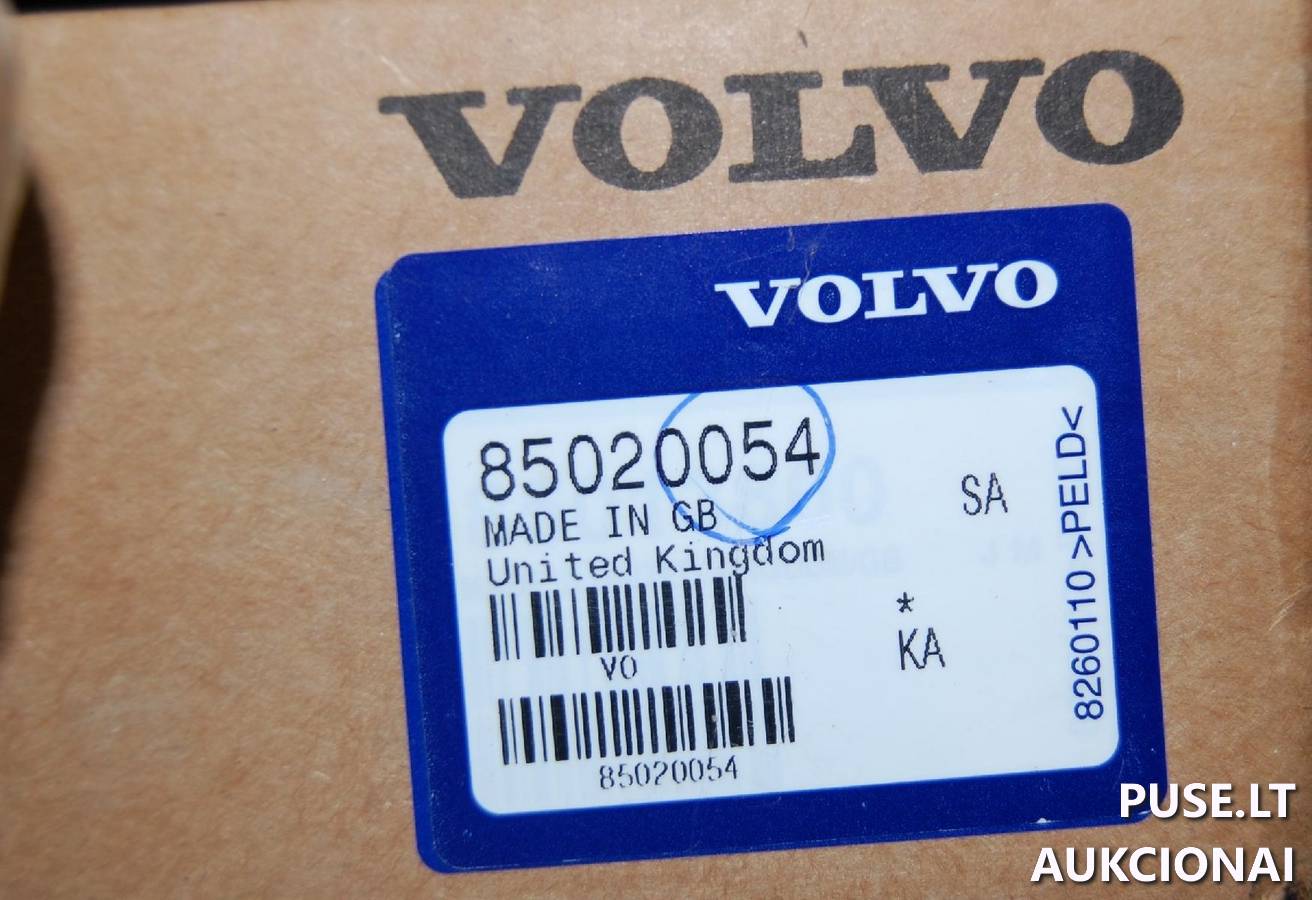 VOLVO
VOLVO
85020054
MADE IN GB
United Kingdom
SA
VO
*
KA
85020054
8260110 >PELD<
PUSE.LT
AUKCIONAI